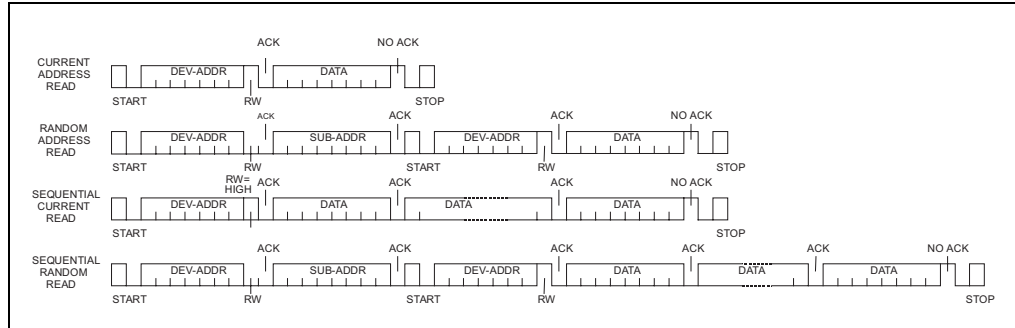 ACK NO ACK
CURRENT
ADDRESS
READ
DEV-ADDR DATA
START RW STOP
RANDOM
ADDRESS
READ
ACK ACK ACK NO ACK
DEV-ADDR SUB-ADDR DEV-ADDR DATA
START RW START RW STOP
SEQUENTIAL
CURRENT
READ
RW=
HIGH
ACK ACK ACK NO ACK
DEV-ADDR DATA DATA DATA
START STOP
SEQUENTIAL
RANDOM
READ
ACK ACK ACK ACK ACK NO ACK
DEV-ADDR SUB-ADDR DEV-ADDR DATA DATA DATA
START RW START RW STOP